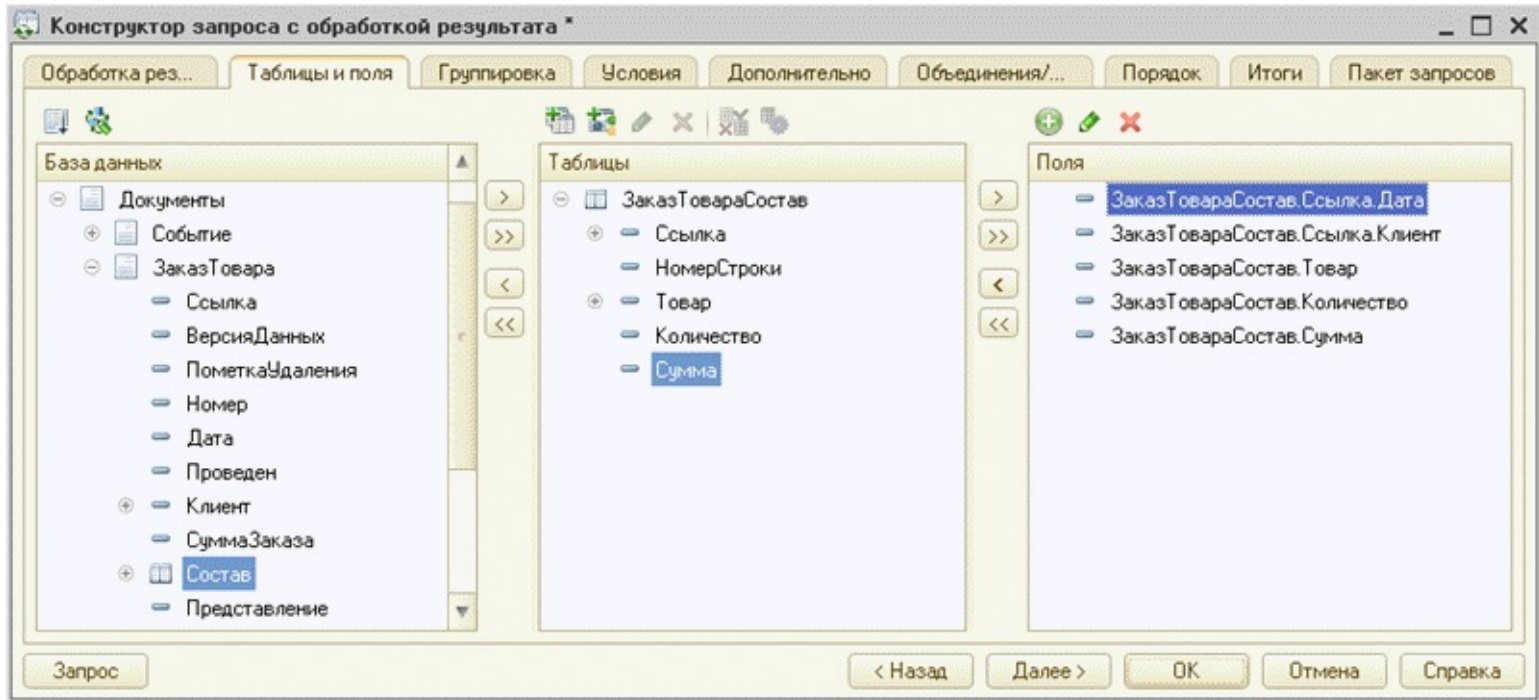 Конструктор запроса с обработкой результата *
Обработка рез... Таблицы и поля Группировка Условия Дополнительно Объединения/... Порядок Итоги Пакет запросов
База данных
Документы
Событие
ЗаказТовара
Ссылка
ВерсияДанных
ПометкаУдаления
Номер
Дата
Проведен
Клиент
СуммаЗаказа
Состав
Представление
> >> < <<
Таблицы
ЗаказТовараСостав
Ссылка
НомерСтроки
Товар
Количество
Сумма
> >> < <<
Поля
ЗаказТовараСостав.Ссылка.Дата
ЗаказТовараСостав.Ссылка.Клиент
ЗаказТовараСостав.Товар
ЗаказТовараСостав.Количество
ЗаказТовараСостав.Сумма
Запрос < Назад Далее > ОК Отмена Справка